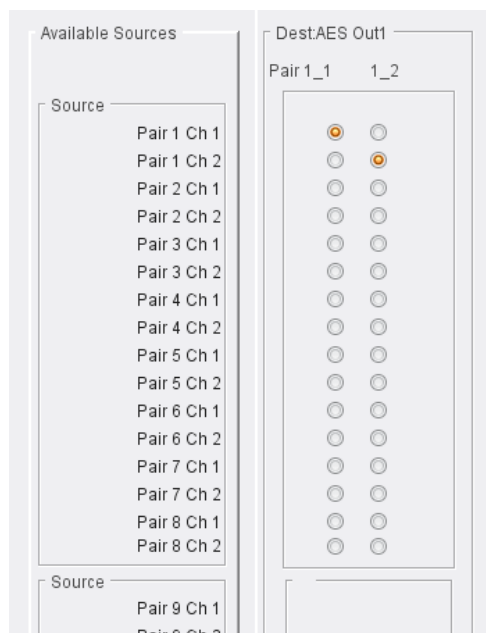 Available Sources
Dest:AES Out1
Pair 1_1 1_2
Source
Pair 1 Ch 1
Pair 1 Ch 2
Pair 2 Ch 1
Pair 2 Ch 2
Pair 3 Ch 1
Pair 3 Ch 2
Pair 4 Ch 1
Pair 4 Ch 2
Pair 5 Ch 1
Pair 5 Ch 2
Pair 6 Ch 1
Pair 6 Ch 2
Pair 7 Ch 1
Pair 7 Ch 2
Pair 8 Ch 1
Pair 8 Ch 2
Source
Pair 9 Ch 1
Pair 9 Ch 2